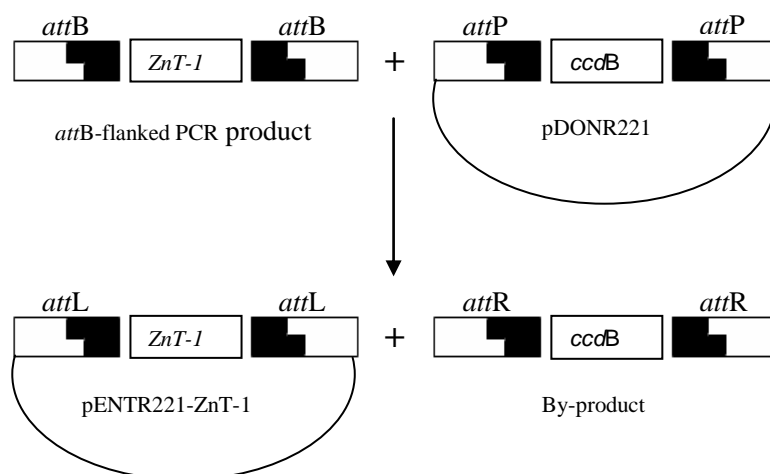 attB attB attP attP
ZnT-1 + ccdB
attB-flanked PCR product pDONR221
attL attL attR attR
ZnT-1 + ccdB
pENTR221-ZnT-1 By-product